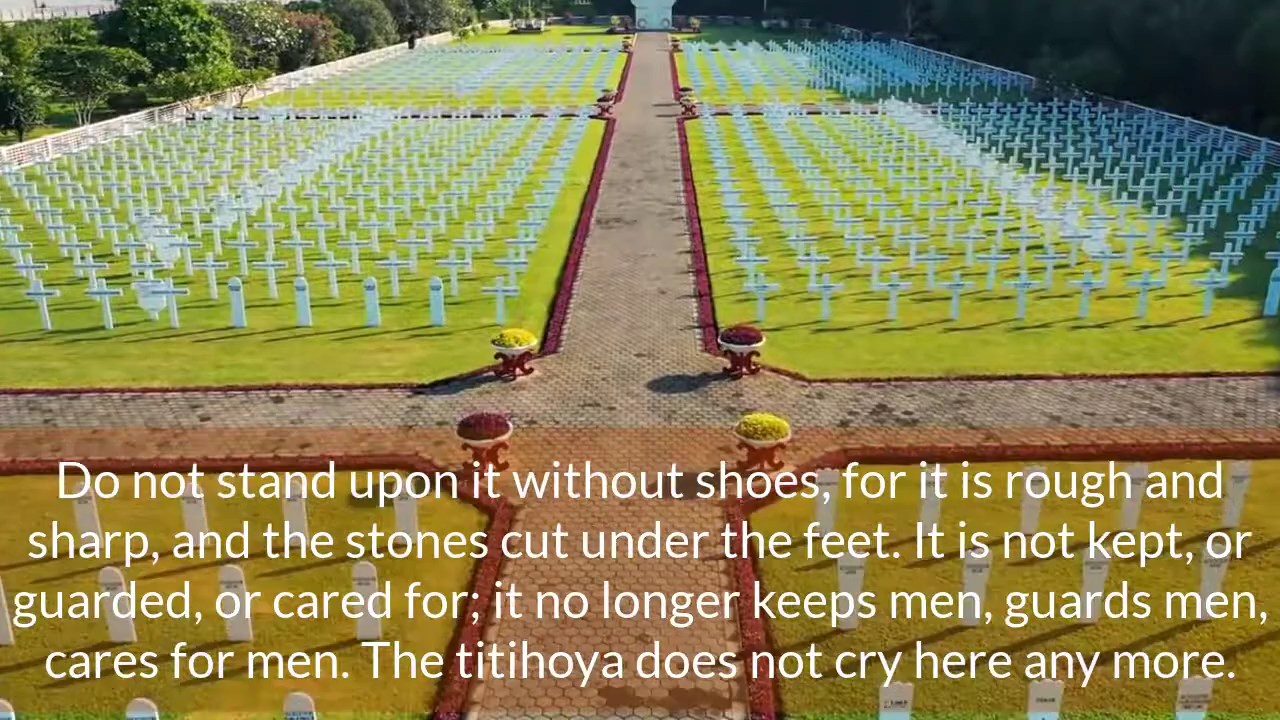 Do not stand upon it without shoes, for it is rough and
sharp, and the stones cut under the feet. It is not kept, or
guarded, or cared for; it no longer keeps men, guards men,
cares for men. The titihoya does not cry here any more.